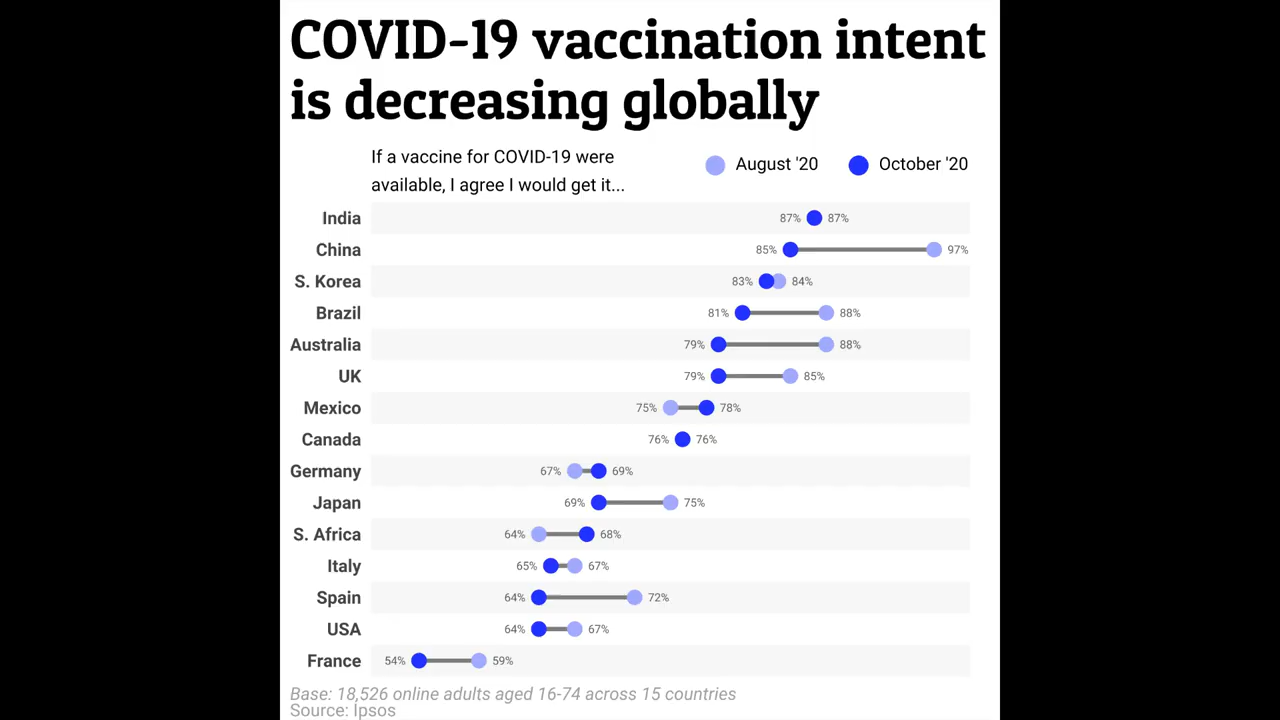 COVID-19 vaccination intent
is decreasing globally
If a vaccine for COVID-19 were
available, I agree I would get it...
August '20
October '20
India 87% 87%
China 85% 97%
S. Korea 83% 84%
Brazil 81% 88%
Australia 79% 88%
UK 79% 85%
Mexico 75% 78%
Canada 76% 76%
Germany 67% 69%
Japan 69% 75%
S. Africa 64% 68%
Italy 65% 67%
Spain 64% 72%
USA 64% 67%
France 54% 59%
Base: 18,526 online adults aged 16-74 across 15 countries
Source: Ipsos